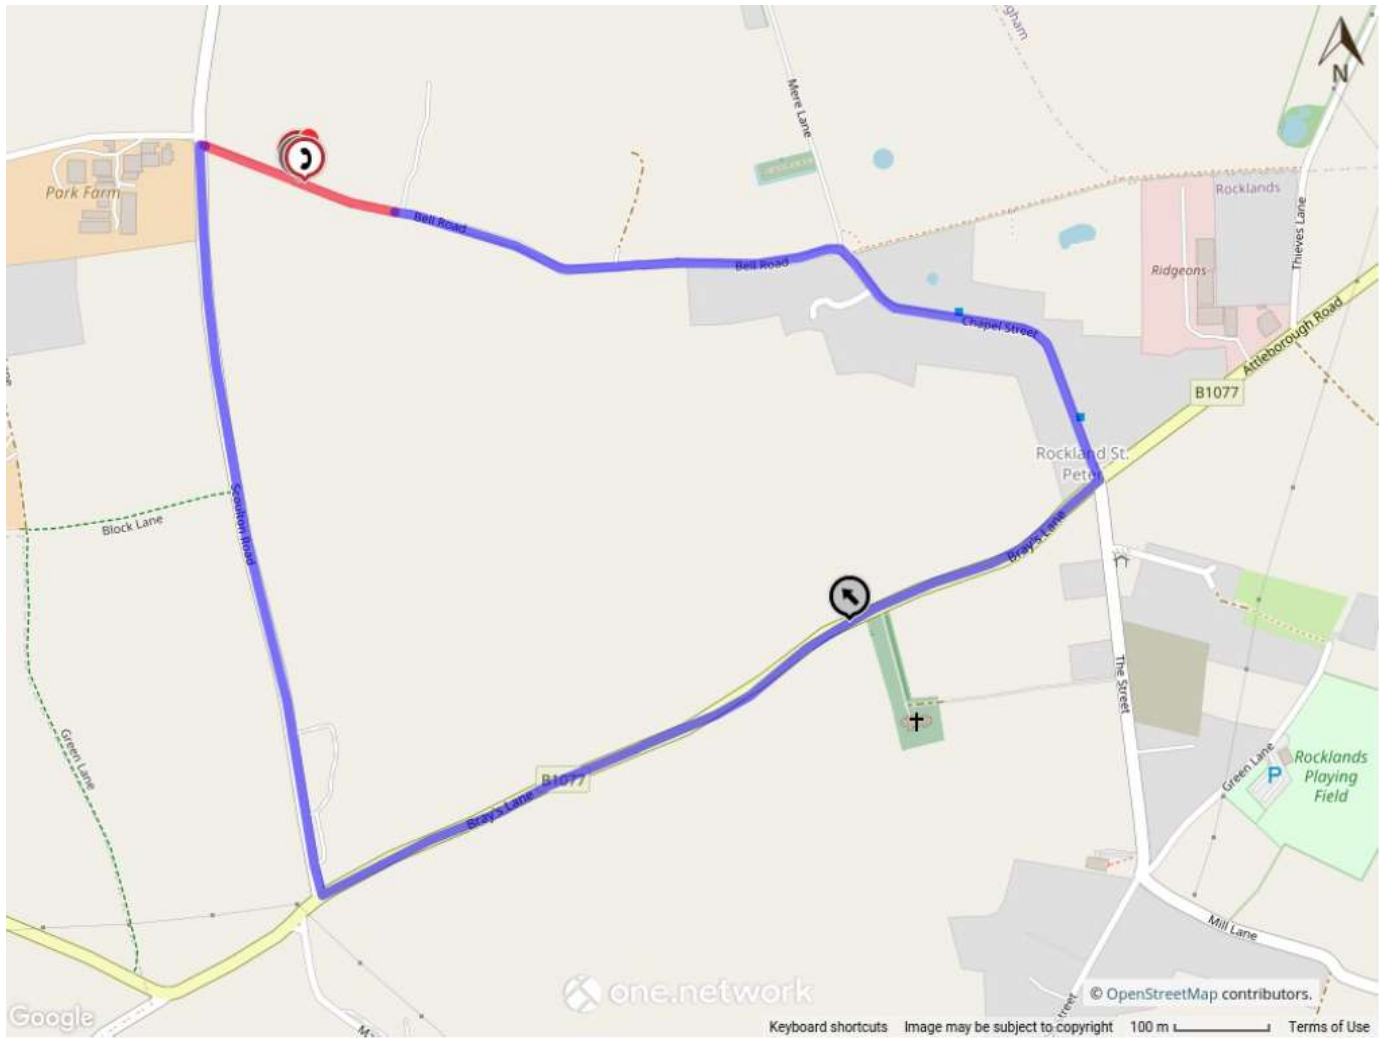 gham
N
Mere Lane
Park Farm
Rocklands
Bell Road
Bell Road
Ridgeons
Thieves Lane
Chapel Street
Attleborough Road
B1077
Rockland St.
Peter
Scoulton Road
Block Lane
Bray's Lane
The Street
Green Lane
Green Lane
Rocklands
Playing
Field
P
B1077
Bray's Lane
Mill Lane
one.network
Street
© OpenStreetMap contributors.
Google
Keyboard shortcuts Image may be subject to copyright 100 m Terms of Use